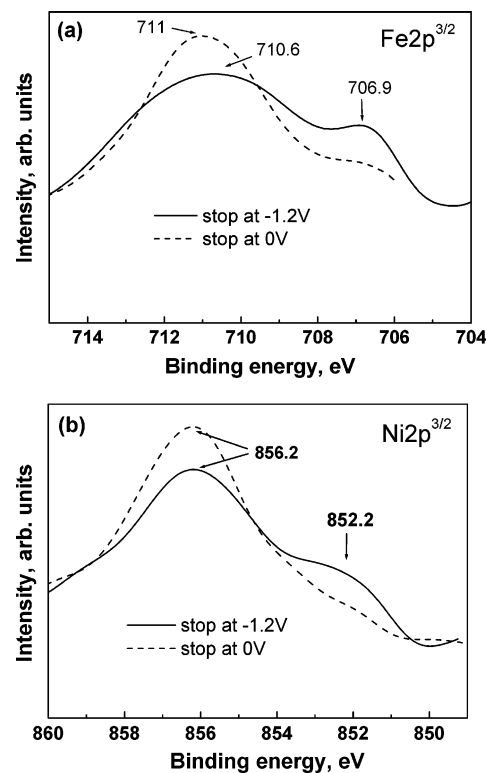 (a)
711
710.6
Fe2p3/2
706.9
Intensity, arb. units
stop at -1.2V
stop at 0V
714 712 710 708 706 704
Binding energy, eV
(b)
Ni2p3/2
856.2
852.2
Intensity, arb. units
stop at -1.2V
stop at 0V
860 858 856 854 852 850
Binding energy, eV